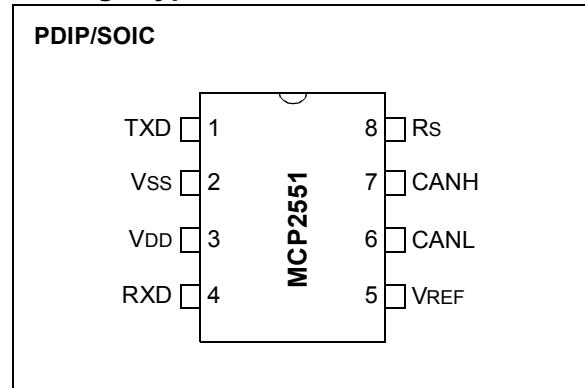 PDIP/SOIC
TXD 1 8 RS
VSS 2 7 CANH
VDD 3 6 CANL
RXD 4 5 VREF
MCP2551